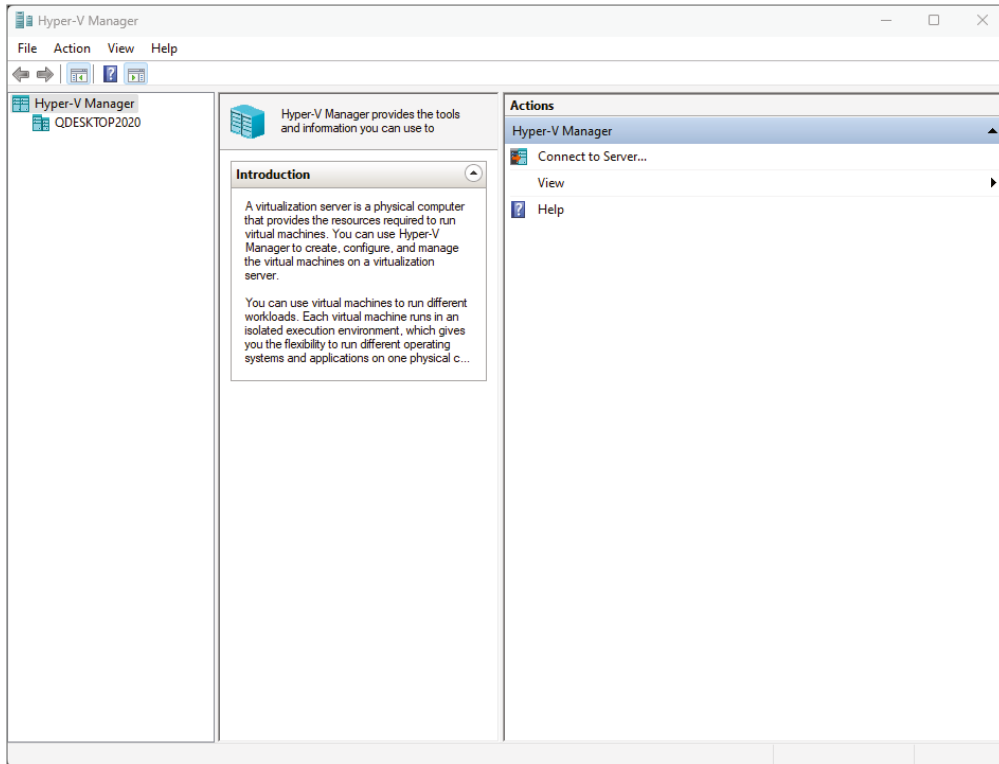 Hyper-V Manager
File Action View Help
Hyper-V Manager
QDESKTOP2020
Hyper-V Manager provides the tools
and information you can use to
Introduction
A virtualization server is a physical computer
that provides the resources required to run
virtual machines. You can use Hyper-V
Manager to create, configure, and manage
the virtual machines on a virtualization
server.
You can use virtual machines to run different
workloads. Each virtual machine runs in an
isolated execution environment, which gives
you the flexibility to run different operating
systems and applications on one physical c...
Actions
Hyper-V Manager
Connect to Server...
View
Help